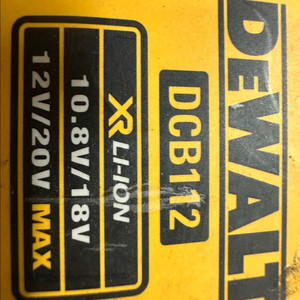 DEWALT
DCB112
XR LI-ION
10.8V/18V
12V/20V MAX